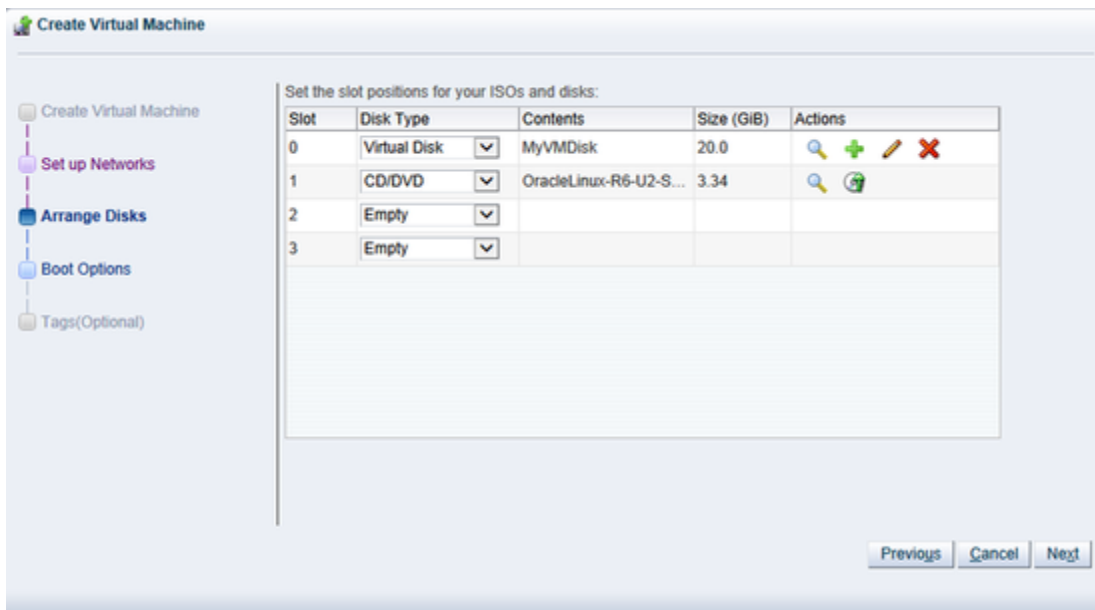 Create Virtual Machine
Create Virtual Machine
Set up Networks
Arrange Disks
Boot Options
Tags(Optional)
Set the slot positions for your ISOs and disks:
Slot Disk Type Contents Size (GiB) Actions
0 Virtual Disk MyVMDisk 20.0
1 CD/DVD OracleLinux-R6-U2-S... 3.34
2 Empty
3 Empty
Previous Cancel Next